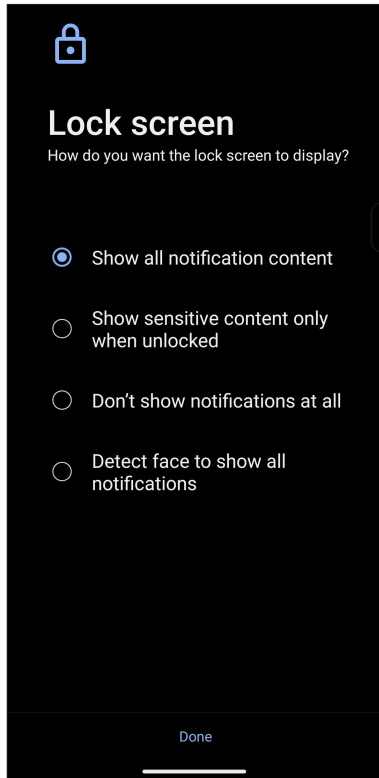 Lock screen
How do you want the lock screen to display?
Show all notification content
Show sensitive content only
when unlocked
Don’t show notifications at all
Detect face to show all
notifications
Done